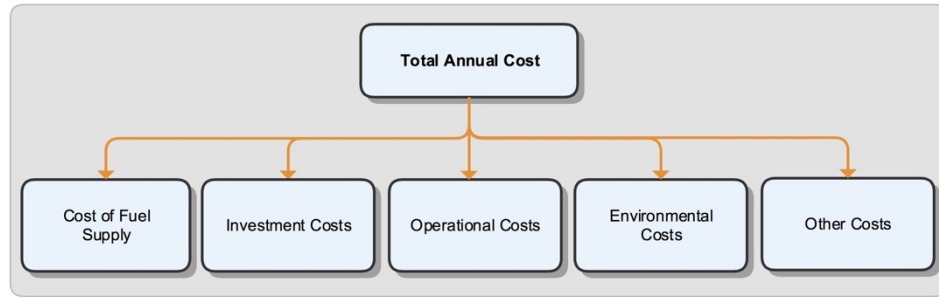 Total Annual Cost
Cost of Fuel
Supply
Investment Costs
Operational Costs
Environmental
Costs
Other Costs